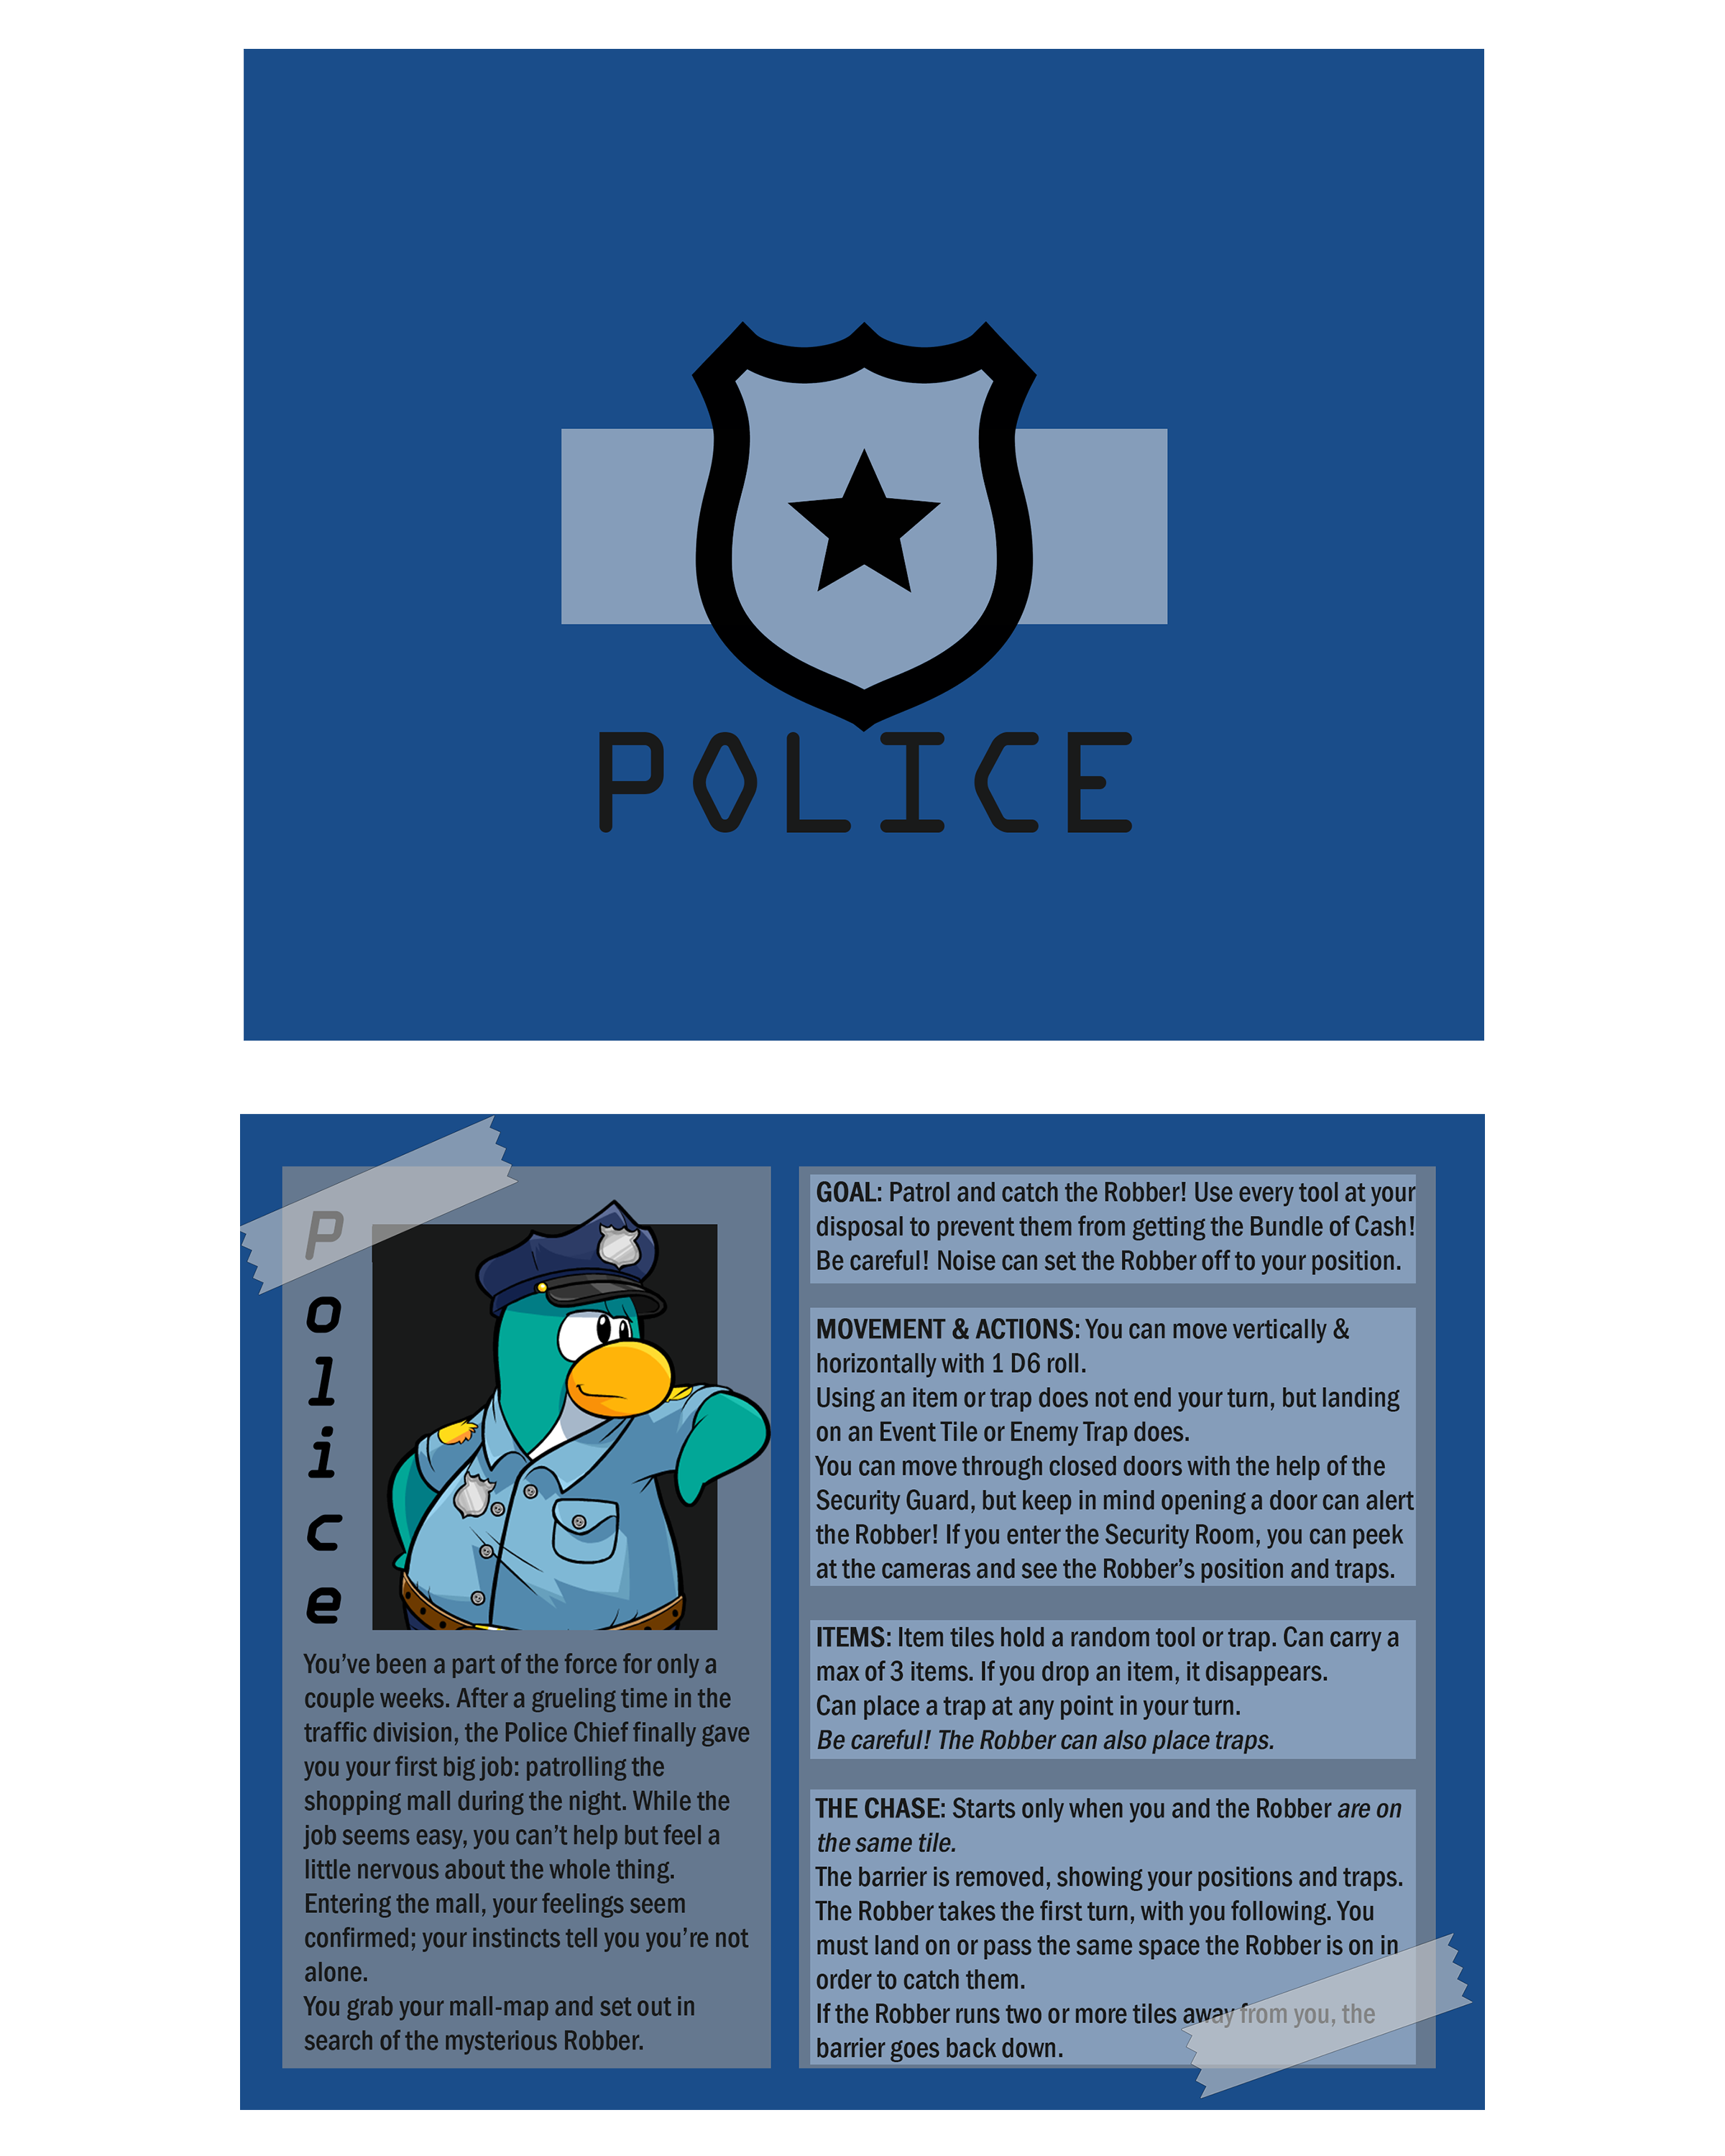 POLICE
Police
You've been a part of the force for only a
couple weeks. After a grueling time in the
traffic division, the Police Chief finally gave
you your first big job: patrolling the
shopping mall during the night. While the
job seems easy, you can't help but feel a
little nervous about the whole thing.
Entering the mall, your feelings seem
confirmed; your instincts tell you you're not
alone.
You grab your mall-map and set out in
search of the mysterious Robber.
GOAL: Patrol and catch the Robber! Use every tool at your
disposal to prevent them from getting the Bundle of Cash!
Be careful! Noise can set the Robber off to your position.
MOVEMENT & ACTIONS: You can move vertically &
horizontally with 1 D6 roll.
Using an item or trap does not end your turn, but landing
on an Event Tile or Enemy Trap does.
You can move through closed doors with the help of the
Security Guard, but keep in mind opening a door can alert
the Robber! If you enter the Security Room, you can peek
at the cameras and see the Robber's position and traps.
ITEMS: Item tiles hold a random tool or trap. Can carry a
max of 3 items. If you drop an item, it disappears.
Can place a trap at any point in your turn.
Be careful! The Robber can also place traps.
THE CHASE: Starts only when you and the Robber are on
the same tile.
The barrier is removed, showing your positions and traps.
The Robber takes the first turn, with you following. You
must land on or pass the same space the Robber is on in
order to catch them.
If the Robber runs two or more tiles away from you, the
barrier goes back down.